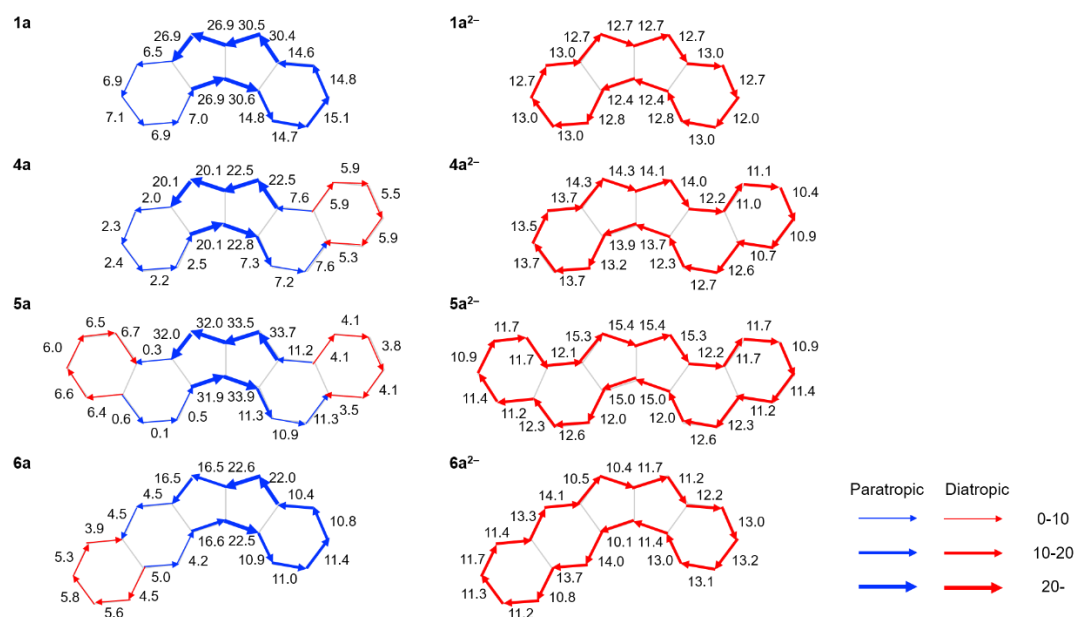 1a
26.9 26.9 30.5
6.5 30.4 14.6
6.9 14.8
7.1 26.9 30.6 15.1
6.9 7.0 14.8 14.7
1a²⁻
12.7 12.7 12.7 12.7
13.0 13.0
12.7 12.7
13.0 12.4 12.4 12.0
13.0 12.8 12.8 13.0
4a
20.1 20.1 22.5 22.5 5.9
2.0 7.6 5.9 5.5
2.3
2.4 20.1 22.8 5.9
2.2 2.5 7.3 7.2 7.6 5.3
4a²⁻
14.3 14.3 14.1 14.0 11.1
13.7 12.2 11.0 10.4
13.5
13.7 13.9 13.7 10.9
13.7 13.2 12.3 12.7 12.6 10.7
5a
6.5 6.7 32.0 32.0 33.5 33.7 4.1
6.0 0.3 11.2 4.1 3.8
6.6 4.1
6.4 0.6 0.1 0.5 31.9 33.9 11.3 10.9 11.3 3.5
5a²⁻
11.7 15.3 15.4 15.4 15.3 11.7
10.9 11.7 12.1 12.2 11.7 10.9
11.4 15.0 15.0 11.4
11.2 12.3 12.6 12.0 12.0 12.6 12.3 11.2
6a
16.5 16.5 22.6 22.0
4.5 10.4
4.5 10.8
3.9
5.3 16.6 22.5 11.4
5.8 5.0 4.2 10.9 11.0
5.6 4.5
6a²⁻
10.5 10.4 11.7 11.2
14.1 12.2
13.3 13.0
11.4
11.7 10.1 11.4 13.2
11.3 13.7 14.0 13.0 13.1
11.2 10.8
Paratropic Diatropic
0-10
10-20
20-